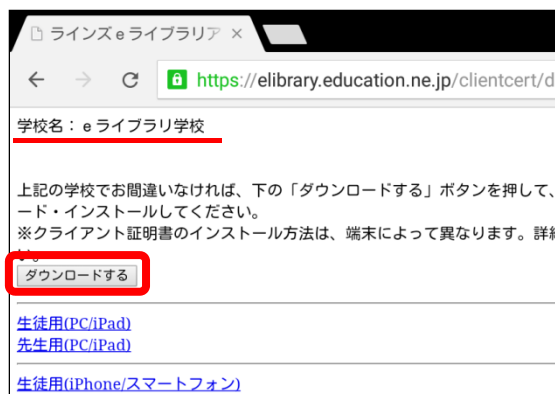 ラインズｅライブラリア
https://elibrary.education.ne.jp/clientcert/d
学校名：ｅライブラリ学校
上記の学校でお間違いなければ、下の「ダウンロードする」ボタンを押して、
ード・インストールしてください。
※クライアント証明書のインストール方法は、端末によって異なります。詳
い。
ダウンロードする
生徒用(PC/iPad)
先生用(PC/iPad)
生徒用(iPhone/スマートフォン)